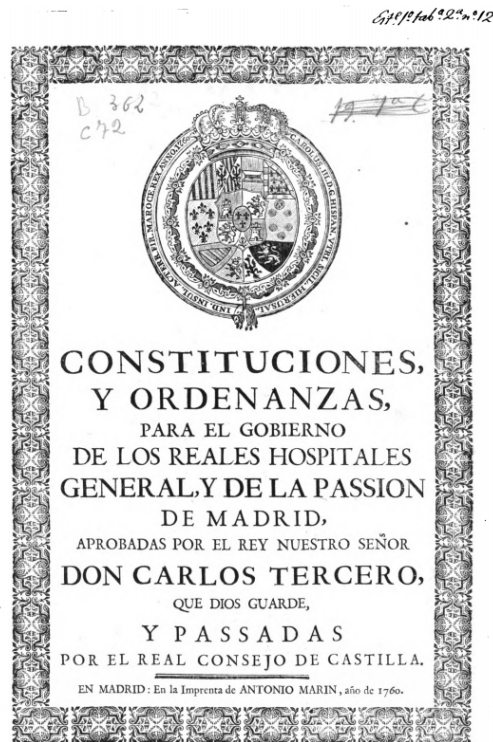 B 362
C72
CONSTITUCIONES,
Y ORDENANZAS,
PARA EL GOBIERNO
DE LOS REALES HOSPITALES
GENERAL, Y DE LA PASSION
DE MADRID,
APROBADAS POR EL REY NUESTRO SEÑOR
DON CARLOS TERCERO,
QUE DIOS GUARDE,
Y PASSADAS
POR EL REAL CONSEJO DE CASTILLA.
EN MADRID: En la Imprenta de ANTONIO MARIN, año de 1760.